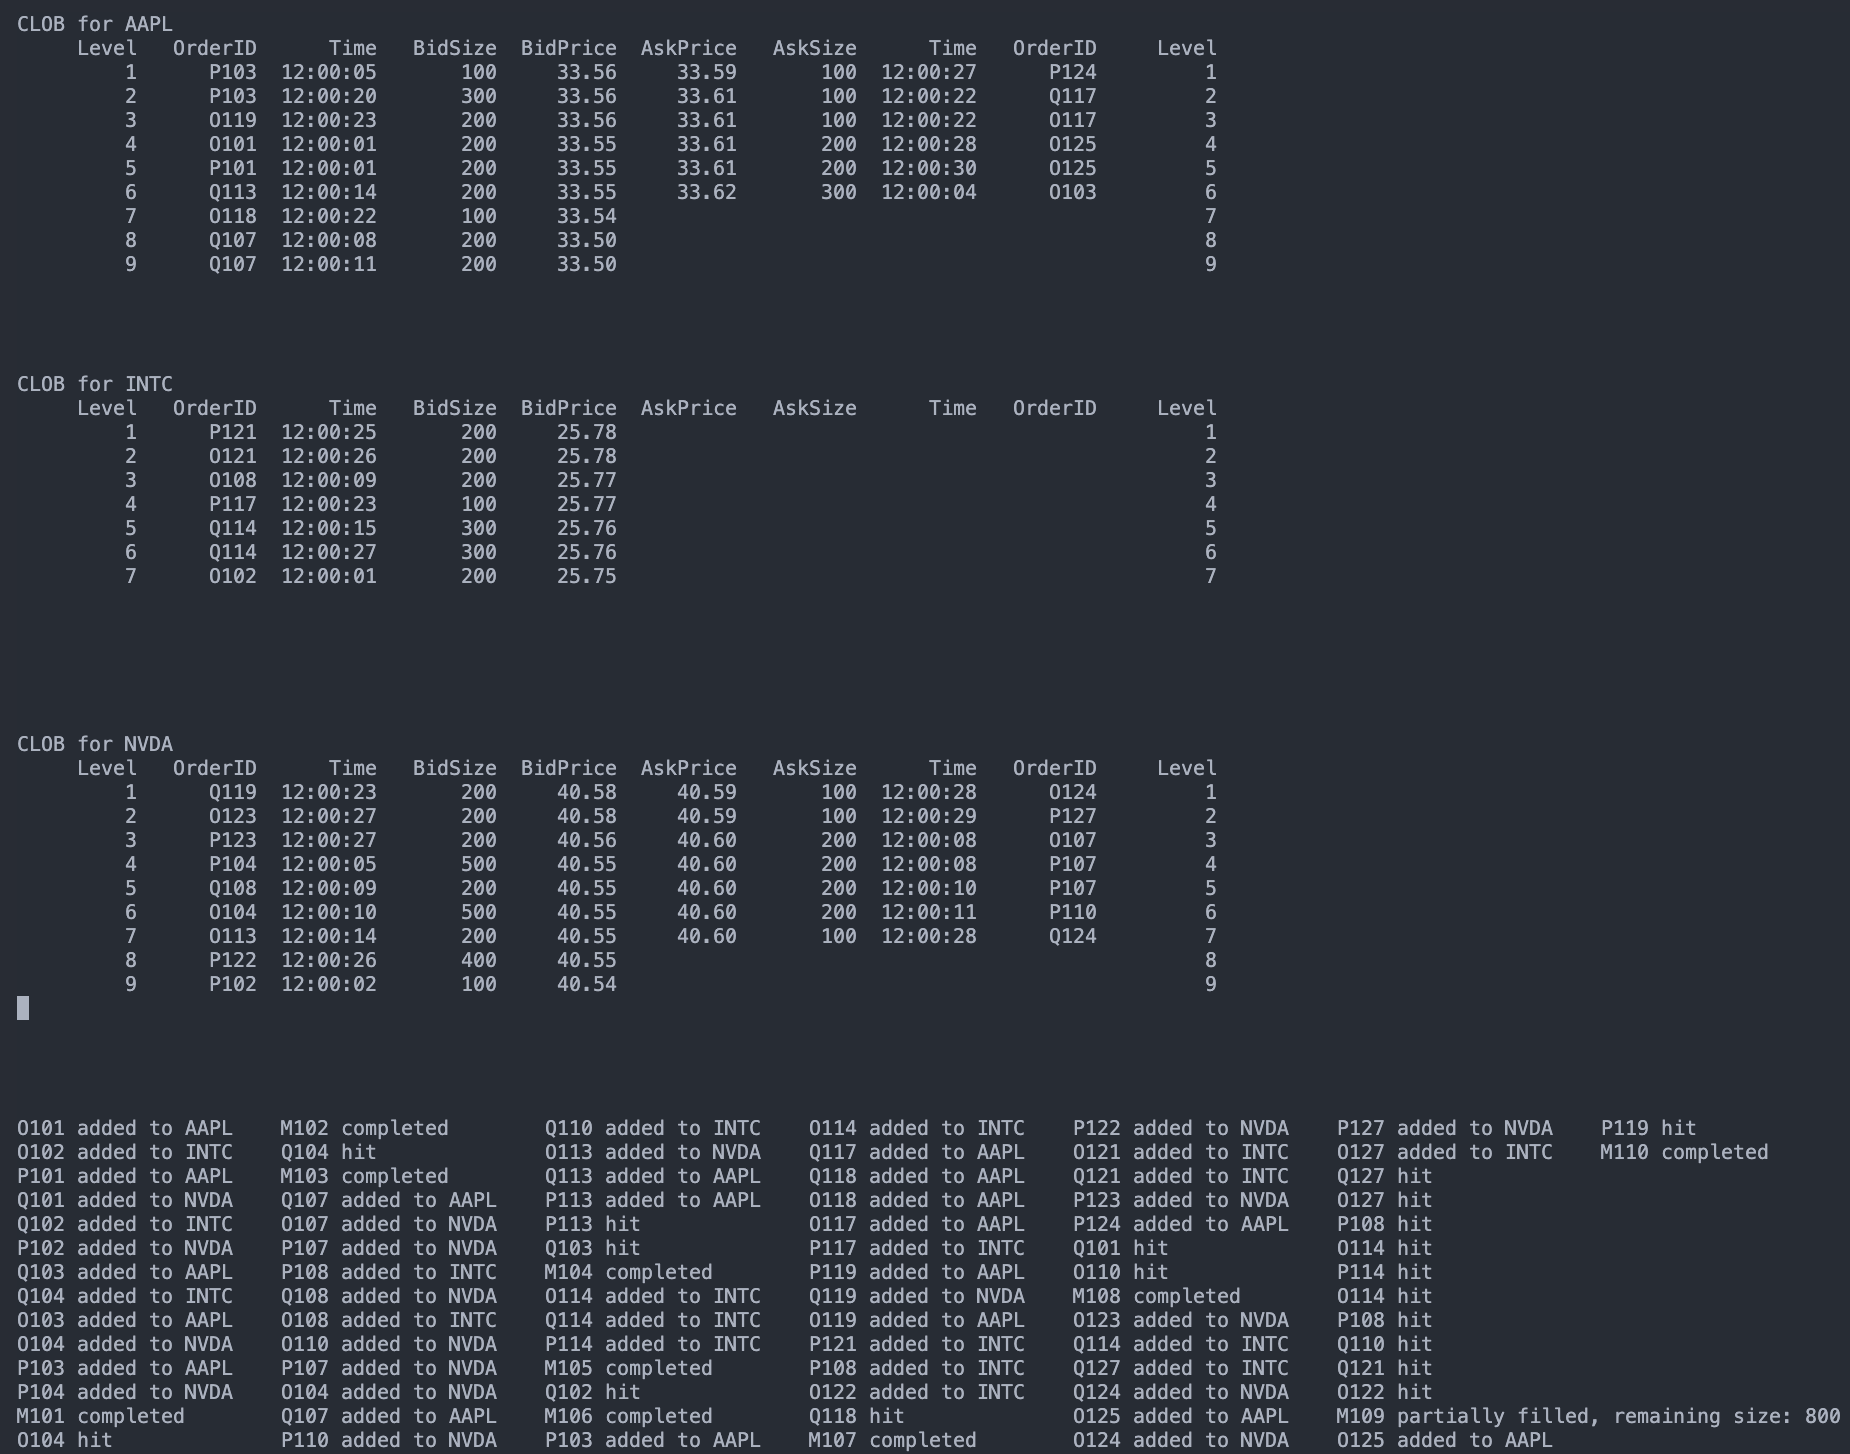 CLOB for AAPL
Level OrderID Time BidSize BidPrice AskPrice AskSize Time OrderID Level
1 P103 12:00:05 100 33.56 33.59 100 12:00:27 P124 1
2 P103 12:00:20 300 33.56 33.61 100 12:00:22 Q117 2
3 O119 12:00:23 200 33.56 33.61 100 12:00:22 O117 3
4 O101 12:00:01 200 33.55 33.61 200 12:00:28 O125 4
5 P101 12:00:01 200 33.55 33.61 200 12:00:30 O125 5
6 Q113 12:00:14 200 33.55 33.62 300 12:00:04 O103 6
7 O118 12:00:22 100 33.54 7
8 Q107 12:00:08 200 33.50 8
9 Q107 12:00:11 200 33.50 9
CLOB for INTC
Level OrderID Time BidSize BidPrice AskPrice AskSize Time OrderID Level
1 P121 12:00:25 200 25.78 1
2 O121 12:00:26 200 25.78 2
3 O108 12:00:09 200 25.77 3
4 P117 12:00:23 100 25.77 4
5 Q114 12:00:15 300 25.76 5
6 Q114 12:00:27 300 25.76 6
7 O102 12:00:01 200 25.75 7
CLOB for NVDA
Level OrderID Time BidSize BidPrice AskPrice AskSize Time OrderID Level
1 Q119 12:00:23 200 40.58 40.59 100 12:00:28 O124 1
2 O123 12:00:27 200 40.58 40.59 100 12:00:29 P127 2
3 P123 12:00:27 200 40.56 40.60 200 12:00:08 O107 3
4 P104 12:00:05 500 40.55 40.60 200 12:00:08 P107 4
5 Q108 12:00:09 200 40.55 40.60 200 12:00:10 P107 5
6 O104 12:00:10 500 40.55 40.60 200 12:00:11 P110 6
7 O113 12:00:14 200 40.55 40.60 100 12:00:28 Q124 7
8 P122 12:00:26 400 40.55 8
9 P102 12:00:02 100 40.54 9
O101 added to AAPL M102 completed Q110 added to INTC O114 added to INTC P122 added to NVDA P127 added to NVDA P119 hit
O102 added to INTC Q104 hit O113 added to NVDA Q117 added to AAPL O121 added to INTC O127 added to INTC M110 completed
P101 added to AAPL M103 completed Q113 added to AAPL Q118 added to AAPL Q121 added to INTC Q127 hit
Q101 added to NVDA Q107 added to AAPL P113 added to AAPL O118 added to AAPL P123 added to NVDA O127 hit
Q102 added to INTC O107 added to NVDA P113 hit O117 added to AAPL P124 added to AAPL P108 hit
P102 added to NVDA P107 added to NVDA Q103 hit P117 added to INTC Q101 hit O114 hit
Q103 added to AAPL P108 added to INTC M104 completed P119 added to AAPL O110 hit P114 hit
Q104 added to INTC Q108 added to NVDA O114 added to INTC Q119 added to NVDA M108 completed O114 hit
O103 added to AAPL O108 added to INTC Q114 added to INTC O119 added to AAPL O123 added to NVDA P108 hit
O104 added to NVDA O110 added to NVDA P114 added to INTC P121 added to INTC Q114 added to INTC Q110 hit
P103 added to AAPL P107 added to NVDA M105 completed P108 added to INTC Q127 added to INTC Q121 hit
P104 added to NVDA O104 added to NVDA Q102 hit O122 added to INTC Q124 added to NVDA O122 hit
M101 completed Q107 added to AAPL M106 completed Q118 hit O125 added to AAPL M109 partially filled, remaining size: 800
O104 hit P110 added to NVDA P103 added to AAPL M107 completed O124 added to NVDA O125 added to AAPL